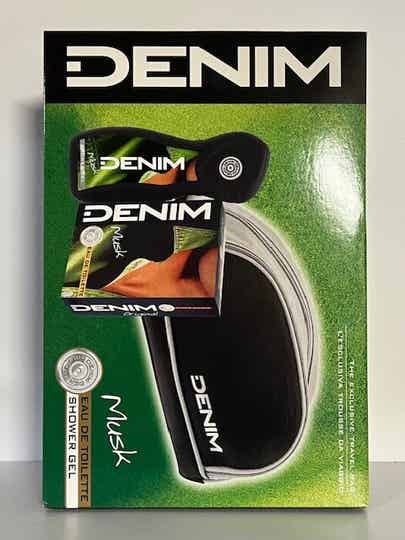 DENIM
Musk
DENIM
DENIM
Musk
EAU DE TOILETTE
DENIM
Original
DENIM
Musk
EAU DE TOILETTE
SHOWER GEL
THE EXCLUSIVE TRAVEL BAG
L'ESCLUSIVA TROUSSE DA VIAGGIO